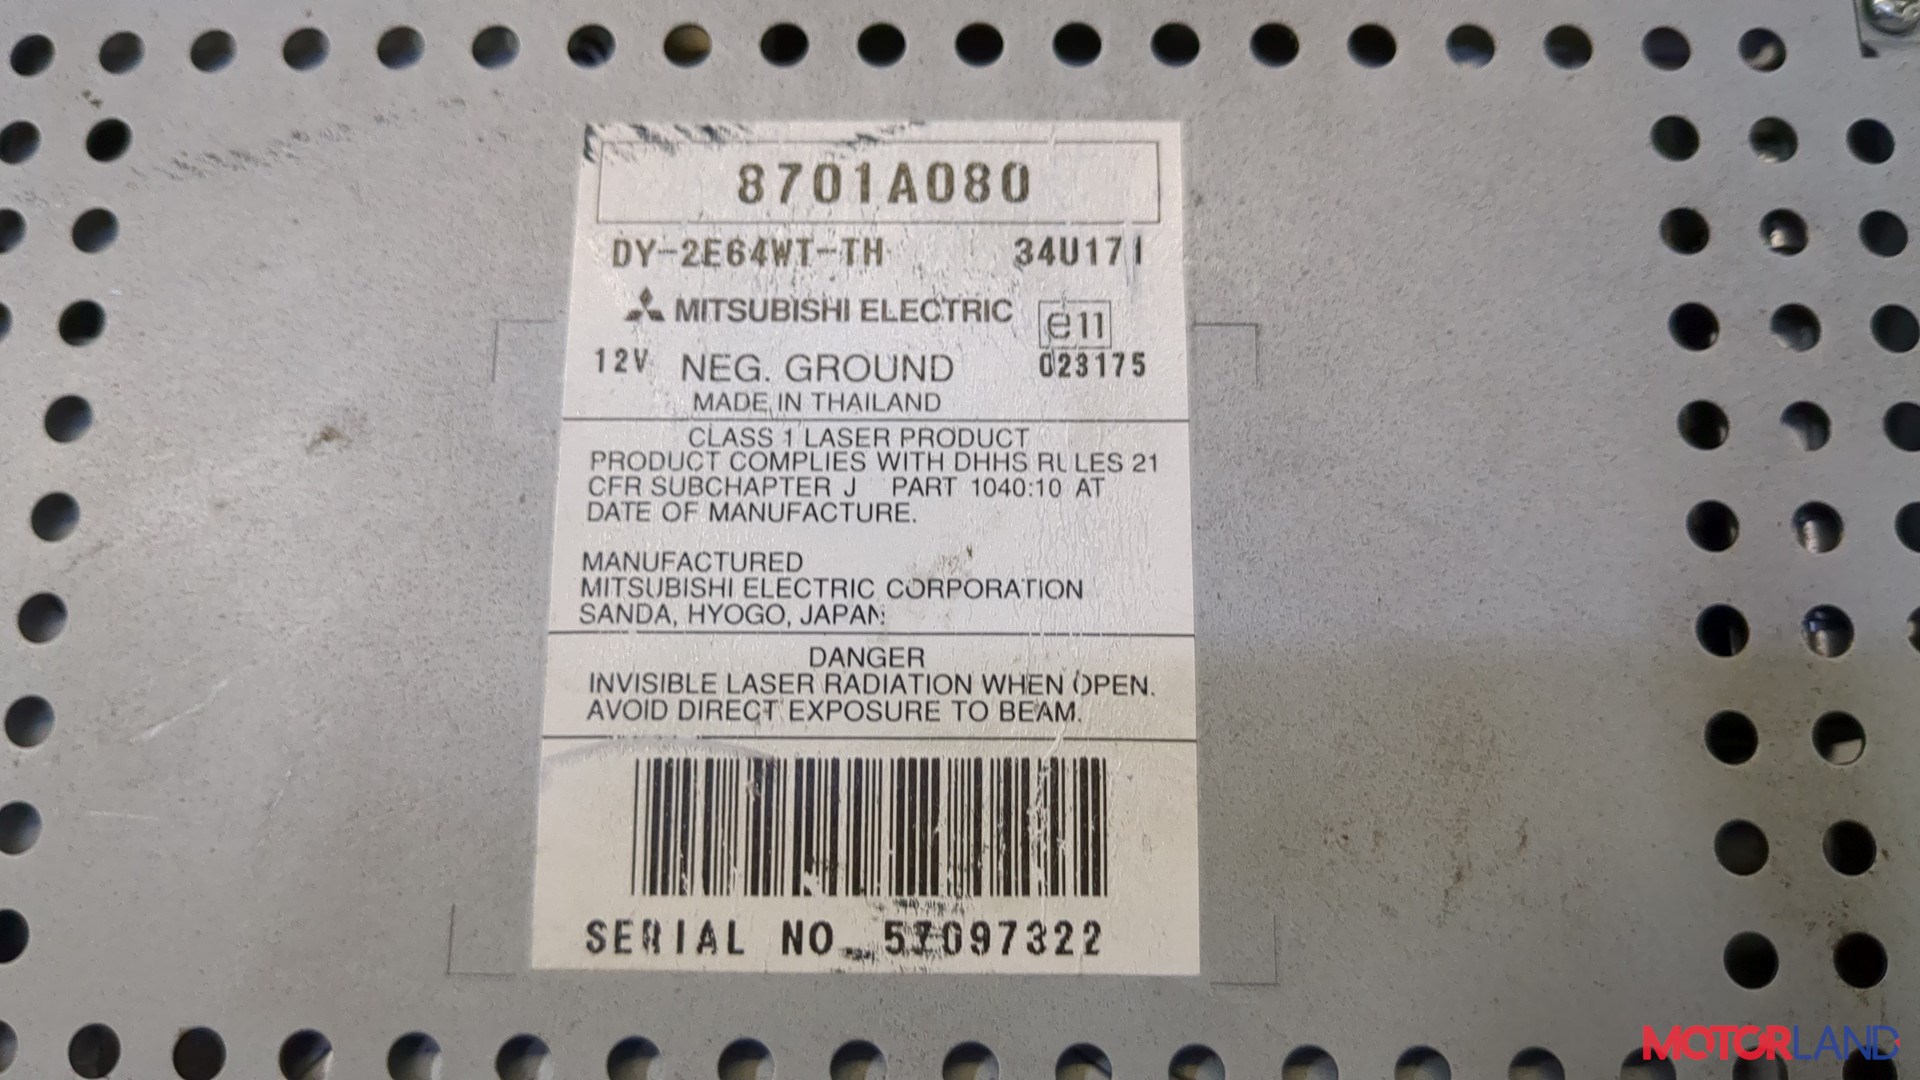 8701A080
DY-2E64WT-TH 34U171
MITSUBISHI ELECTRIC e11
12V NEG. GROUND 023175
MADE IN THAILAND
CLASS 1 LASER PRODUCT
PRODUCT COMPLIES WITH DHHS RULES 21
CFR SUBCHAPTER J PART 1040:10 AT
DATE OF MANUFACTURE.
MANUFACTURED
MITSUBISHI ELECTRIC CORPORATION
SANDA, HYOGO, JAPAN
DANGER
INVISIBLE LASER RADIATION WHEN OPEN.
AVOID DIRECT EXPOSURE TO BEAM.
SERIAL NO.
MOTORLAND